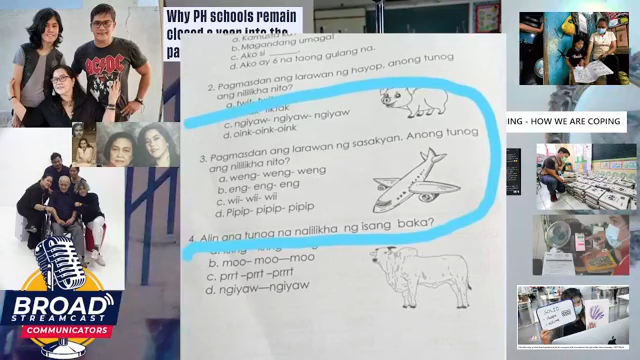 Why PH schools remain
closed a year into the
a. Kamusta
b. Magandang umaga!
c. Ako si
d. Ako ay 6 na taong gulang na.
2. Pagmasdan ang larawan ng hayop, anong tunog
ang nililikha nito?
c. ngiyaw- ngiyaw- ngiyaw
d. oink-oink-oink
3. Pagmasdan ang larawan ng sasakyan. Anong tunog
ang nililikha nito?
a. weng- weng- weng
b. eng- eng- eng
c. wii- wii- wii
d. Pipip- pipip- pipip
4. Alin ang tunog na nalilikha ng isang baka?
b. moo- moo—moo
c. prrt -prrt -prrrt
d. ngiyaw—ngiyaw
ING - HOW WE ARE COPING
AC DC
BROAD
STREAMCAST
COMMUNICATORS